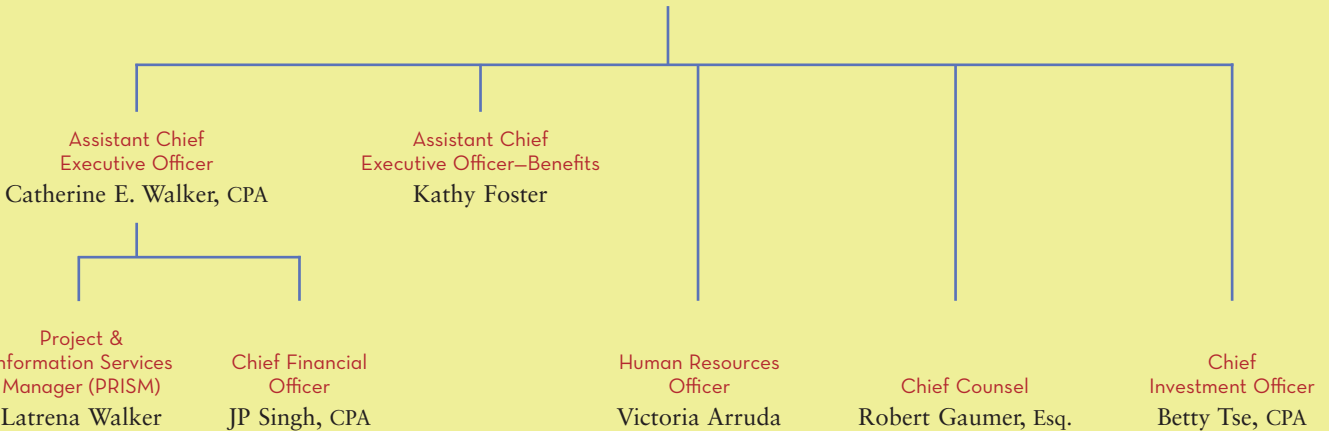 Assistant Chief
Executive Officer
Catherine E. Walker, CPA
Assistant Chief
Executive Officer—Benefits
Kathy Foster
Project &
Information Services
Manager (PRISM)
Latrena Walker
Chief Financial
Officer
JP Singh, CPA
Human Resources
Officer
Victoria Arruda
Chief Counsel
Robert Gaumer, Esq.
Chief
Investment Officer
Betty Tse, CPA